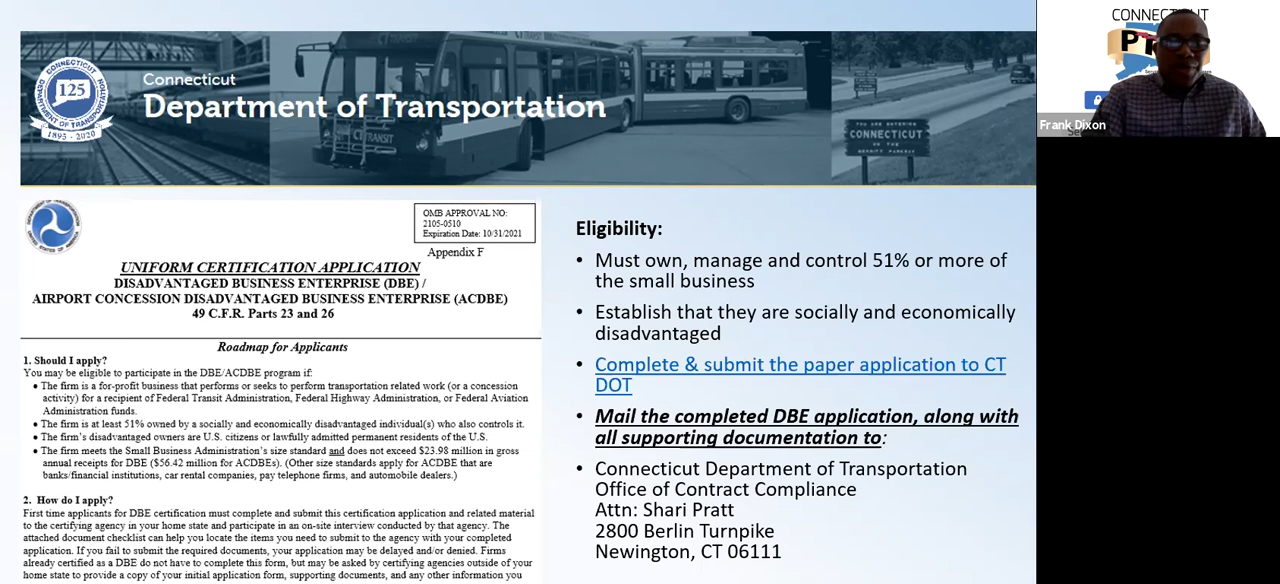 Connecticut
Department of Transportation
CONNECTICUT
DEPARTMENT OF TRANSPORTATION
125
1895 - 2020
CT TRANSIT
YOU ARE ENTERING
CONNECTICUT
ON THE
MERRITT PARKWAY
OMB APPROVAL NO:
2105-0510
Expiration Date: 10/31/2021
Appendix F
UNIFORM CERTIFICATION APPLICATION
DISADVANTAGED BUSINESS ENTERPRISE (DBE) /
AIRPORT CONCESSION DISADVANTAGED BUSINESS ENTERPRISE (ACDBE)
49 C.F.R. Parts 23 and 26
Roadmap for Applicants
1. Should I apply?
You may be eligible to participate in the DBE/ACDBE program if:
• The firm is a for-profit business that performs or seeks to perform transportation related work (or a concession
activity) for a recipient of Federal Transit Administration, Federal Highway Administration, or Federal Aviation
Administration funds.
• The firm is at least 51% owned by a socially and economically disadvantaged individual(s) who also controls it.
• The firm's disadvantaged owners are U.S. citizens or lawfully admitted permanent residents of the U.S.
• The firm meets the Small Business Administration's size standard and does not exceed $23.98 million in gross
annual receipts for DBE ($56.42 million for ACDBEs). (Other size standards apply for ACDBE that are
banks/financial institutions, car rental companies, pay telephone firms, and automobile dealers.)
2. How do I apply?
First time applicants for DBE certification must complete and submit this certification application and related material
to the certifying agency in your home state and participate in an on-site interview conducted by that agency. The
attached document checklist can help you locate the items you need to submit to the agency with your completed
application. If you fail to submit the required documents, your application may be delayed and/or denied. Firms
already certified as a DBE do not have to complete this form, but may be asked by certifying agencies outside of your
home state to provide a copy of your initial application form, supporting documents, and any other information you
Eligibility:
• Must own, manage and control 51% or more of
the small business
• Establish that they are socially and economically
disadvantaged
• Complete & submit the paper application to CT
DOT
• Mail the completed DBE application, along with
all supporting documentation to:
• Connecticut Department of Transportation
Office of Contract Compliance
Attn: Shari Pratt
2800 Berlin Turnpike
Newington, CT 06111
CONNECTICUT
Frank Dixon